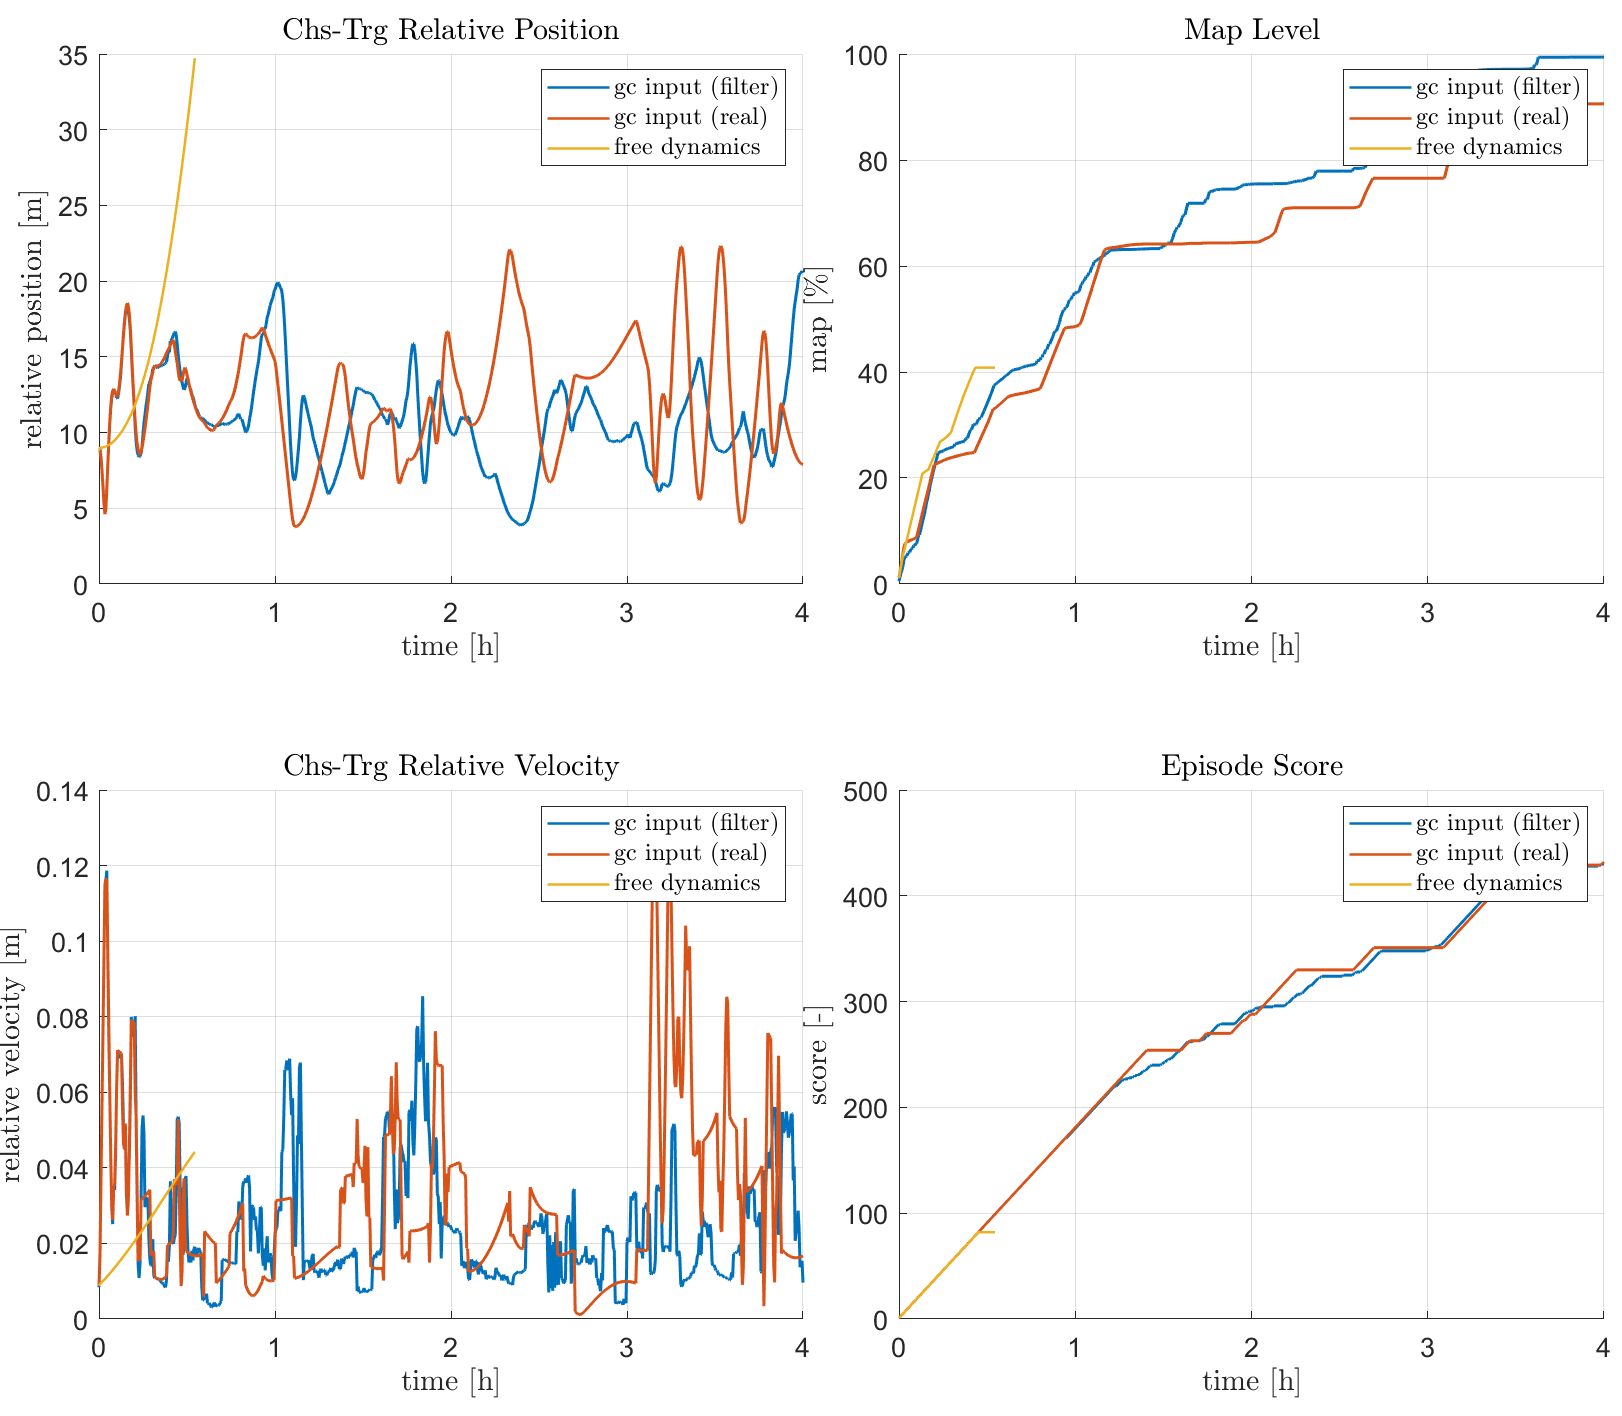 Chs-Trg Relative Position
35
30
25
20
15
10
5
0
relative position [m]
gc input (filter)
gc input (real)
free dynamics
0 1 2 3 4
time [h]
Map Level
100
80
60
40
20
0
map [%]
gc input (filter)
gc input (real)
free dynamics
0 1 2 3 4
time [h]
Chs-Trg Relative Velocity
0.14
0.12
0.1
0.08
0.06
0.04
0.02
0
relative velocity [m]
gc input (filter)
gc input (real)
free dynamics
0 1 2 3 4
time [h]
Episode Score
500
400
300
200
100
0
score [-]
gc input (filter)
gc input (real)
free dynamics
0 1 2 3 4
time [h]